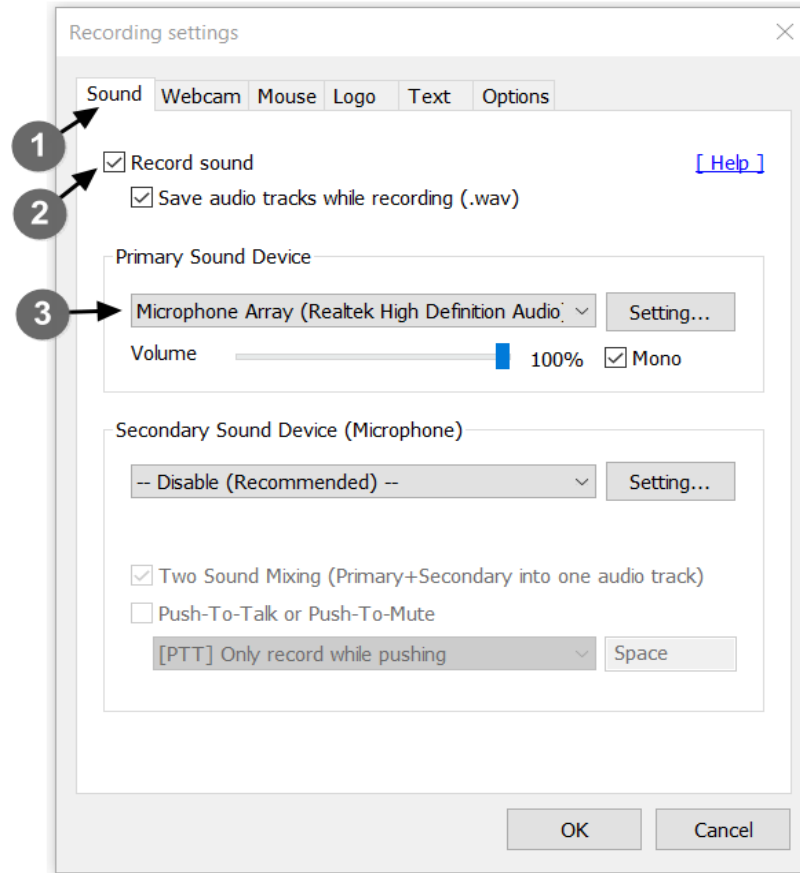 Recording settings
Sound Webcam Mouse Logo Text Options
1
Record sound [ Help ]
2
Save audio tracks while recording (.wav)
Primary Sound Device
3
Microphone Array (Realtek High Definition Audio) Setting...
Volume 100% Mono
Secondary Sound Device (Microphone)
-- Disable (Recommended) -- Setting...
Two Sound Mixing (Primary+Secondary into one audio track)
Push-To-Talk or Push-To-Mute
[PTT] Only record while pushing Space
OK Cancel